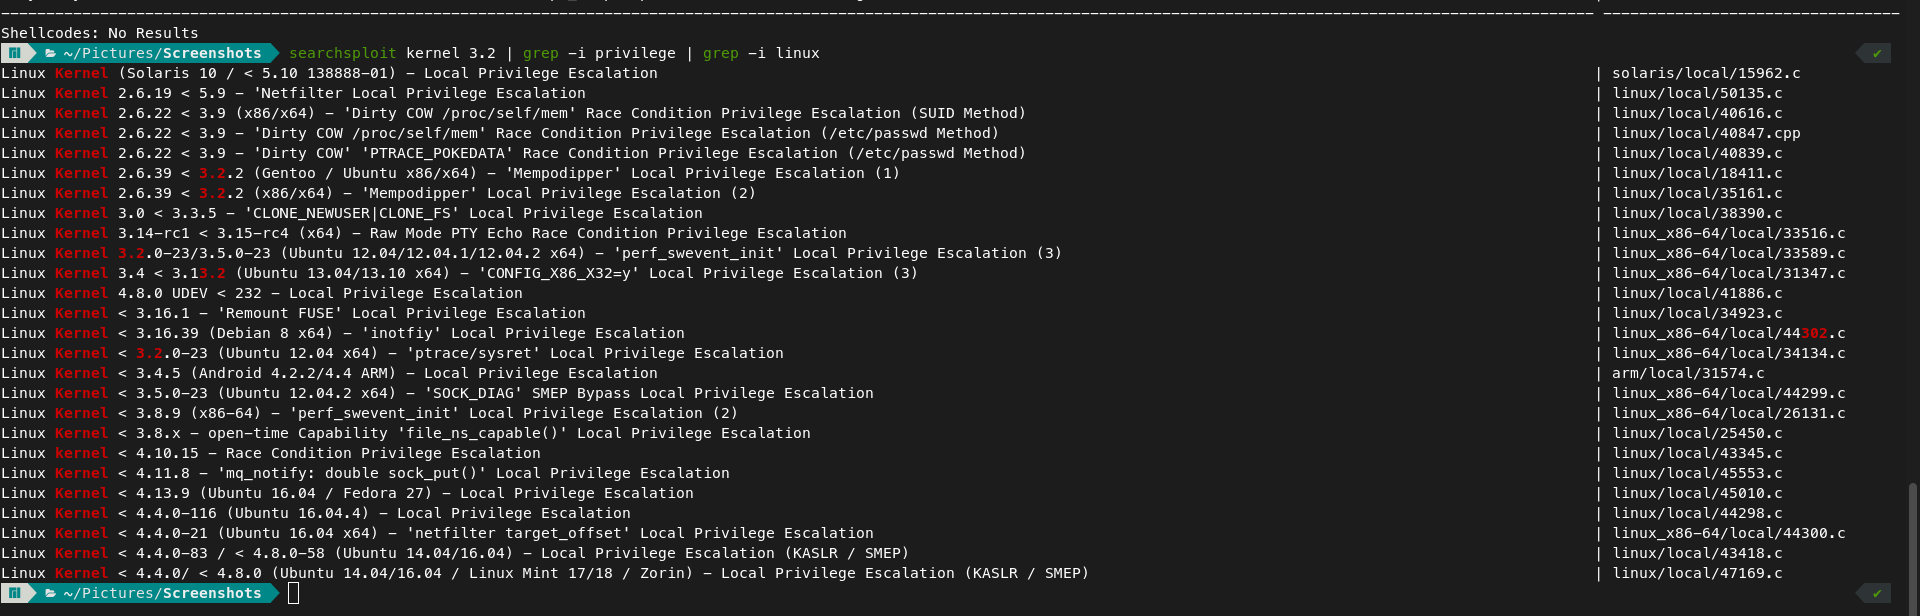 Shellcodes: No Results
~/Pictures/Screenshots searchsploit kernel 3.2 | grep -i privilege | grep -i linux ✔
Linux Kernel (Solaris 10 / < 5.10 138888-01) - Local Privilege Escalation | solaris/local/15962.c
Linux Kernel 2.6.19 < 5.9 - 'Netfilter Local Privilege Escalation | linux/local/50135.c
Linux Kernel 2.6.22 < 3.9 (x86/x64) - 'Dirty COW /proc/self/mem' Race Condition Privilege Escalation (SUID Method) | linux/local/40616.c
Linux Kernel 2.6.22 < 3.9 - 'Dirty COW /proc/self/mem' Race Condition Privilege Escalation (/etc/passwd Method) | linux/local/40847.cpp
Linux Kernel 2.6.22 < 3.9 - 'Dirty COW' 'PTRACE_POKEDATA' Race Condition Privilege Escalation (/etc/passwd Method) | linux/local/40839.c
Linux Kernel 2.6.39 < 3.2.2 (Gentoo / Ubuntu x86/x64) - 'Mempodipper' Local Privilege Escalation (1) | linux/local/18411.c
Linux Kernel 2.6.39 < 3.2.2 (x86/x64) - 'Mempodipper' Local Privilege Escalation (2) | linux/local/35161.c
Linux Kernel 3.0 < 3.3.5 - 'CLONE_NEWUSER|CLONE_FS' Local Privilege Escalation | linux/local/38390.c
Linux Kernel 3.14-rc1 < 3.15-rc4 (x64) - Raw Mode PTY Echo Race Condition Privilege Escalation | linux_x86-64/local/33516.c
Linux Kernel 3.2.0-23/3.5.0-23 (Ubuntu 12.04/12.04.1/12.04.2 x64) - 'perf_swevent_init' Local Privilege Escalation (3) | linux_x86-64/local/33589.c
Linux Kernel 3.4 < 3.13.2 (Ubuntu 13.04/13.10 x64) - 'CONFIG_X86_X32=y' Local Privilege Escalation (3) | linux_x86-64/local/31347.c
Linux Kernel 4.8.0 UDEV < 232 - Local Privilege Escalation | linux/local/41886.c
Linux Kernel < 3.16.1 - 'Remount FUSE' Local Privilege Escalation | linux/local/34923.c
Linux Kernel < 3.16.39 (Debian 8 x64) - 'inotfiy' Local Privilege Escalation | linux_x86-64/local/44302.c
Linux Kernel < 3.2.0-23 (Ubuntu 12.04 x64) - 'ptrace/sysret' Local Privilege Escalation | linux_x86-64/local/34134.c
Linux Kernel < 3.4.5 (Android 4.2.2/4.4 ARM) - Local Privilege Escalation | arm/local/31574.c
Linux Kernel < 3.5.0-23 (Ubuntu 12.04.2 x64) - 'SOCK_DIAG' SMEP Bypass Local Privilege Escalation | linux_x86-64/local/44299.c
Linux Kernel < 3.8.9 (x86-64) - 'perf_swevent_init' Local Privilege Escalation (2) | linux_x86-64/local/26131.c
Linux Kernel < 3.8.x - open-time Capability 'file_ns_capable()' Local Privilege Escalation | linux/local/25450.c
Linux kernel < 4.10.15 - Race Condition Privilege Escalation | linux/local/43345.c
Linux Kernel < 4.11.8 - 'mq_notify: double sock_put()' Local Privilege Escalation | linux/local/45553.c
Linux Kernel < 4.13.9 (Ubuntu 16.04 / Fedora 27) - Local Privilege Escalation | linux/local/45010.c
Linux Kernel < 4.4.0-116 (Ubuntu 16.04.4) - Local Privilege Escalation | linux/local/44298.c
Linux Kernel < 4.4.0-21 (Ubuntu 16.04 x64) - 'netfilter target_offset' Local Privilege Escalation | linux_x86-64/local/44300.c
Linux Kernel < 4.4.0-83 / < 4.8.0-58 (Ubuntu 14.04/16.04) - Local Privilege Escalation (KASLR / SMEP) | linux/local/43418.c
Linux Kernel < 4.4.0/ < 4.8.0 (Ubuntu 14.04/16.04 / Linux Mint 17/18 / Zorin) - Local Privilege Escalation (KASLR / SMEP) | linux/local/47169.c
~/Pictures/Screenshots ✔